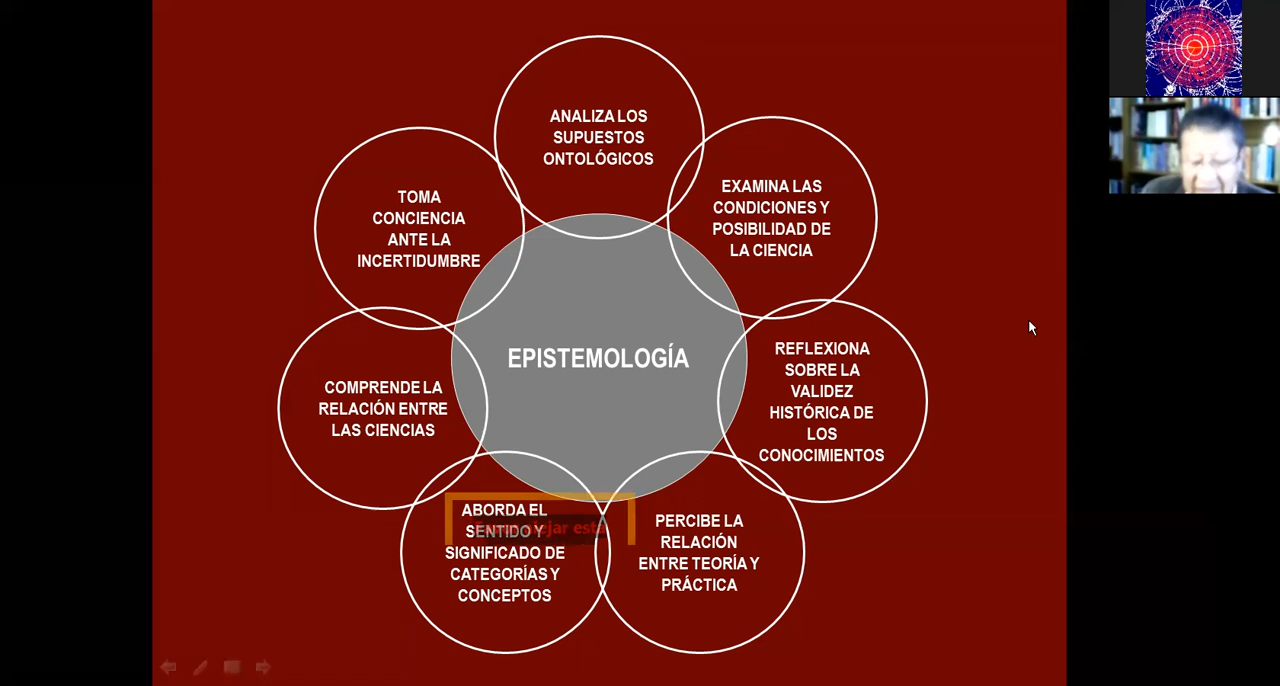 ANALIZA LOS
SUPUESTOS
ONTOLÓGICOS
EXAMINA LAS
CONDICIONES Y
POSIBILIDAD DE
LA CIENCIA
REFLEXIONA
SOBRE LA
VALIDEZ
HISTÓRICA DE
LOS
CONOCIMIENTOS
PERCIBE LA
RELACIÓN
ENTRE TEORÍA Y
PRÁCTICA
ABORDA EL
SENTIDO Y
SIGNIFICADO DE
CATEGORÍAS Y
CONCEPTOS
COMPRENDE LA
RELACIÓN ENTRE
LAS CIENCIAS
TOMA
CONCIENCIA
ANTE LA
INCERTIDUMBRE
EPISTEMOLOGÍA